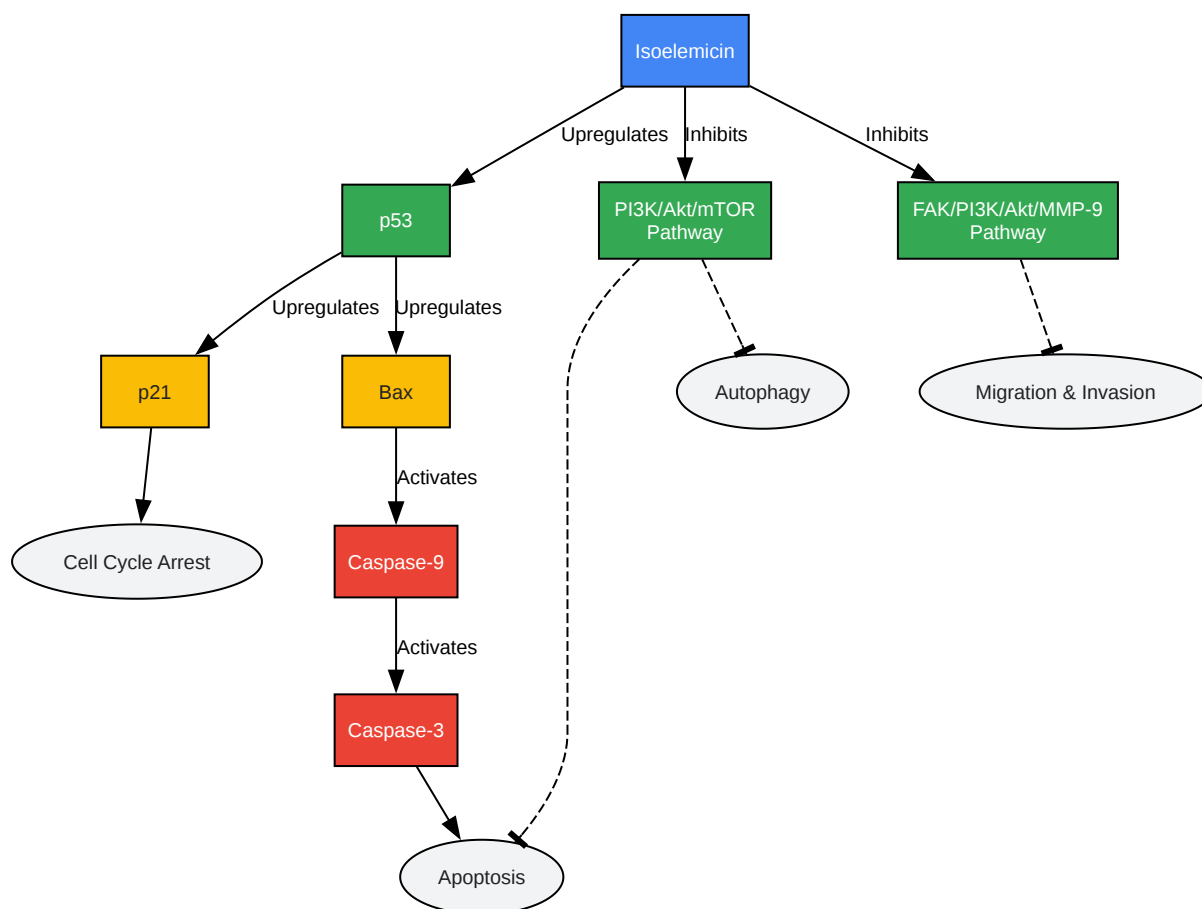 Isoelemicin
Upregulates
Inhibits
Inhibits
p53
PI3K/Akt/mTOR
Pathway
FAK/PI3K/Akt/MMP-9
Pathway
Upregulates
Upregulates
p21
Bax
Autophagy
Migration & Invasion
Activates
Cell Cycle Arrest
Caspase-9
Activates
Caspase-3
Apoptosis